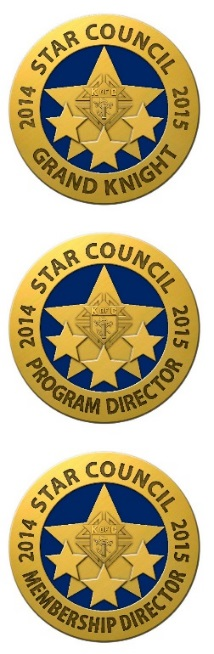 STAR COUNCIL
2014 2015
GRAND KNIGHT
STAR COUNCIL
2014 2015
PROGRAM DIRECTOR
STAR COUNCIL
2014 2015
MEMBERSHIP DIRECTOR